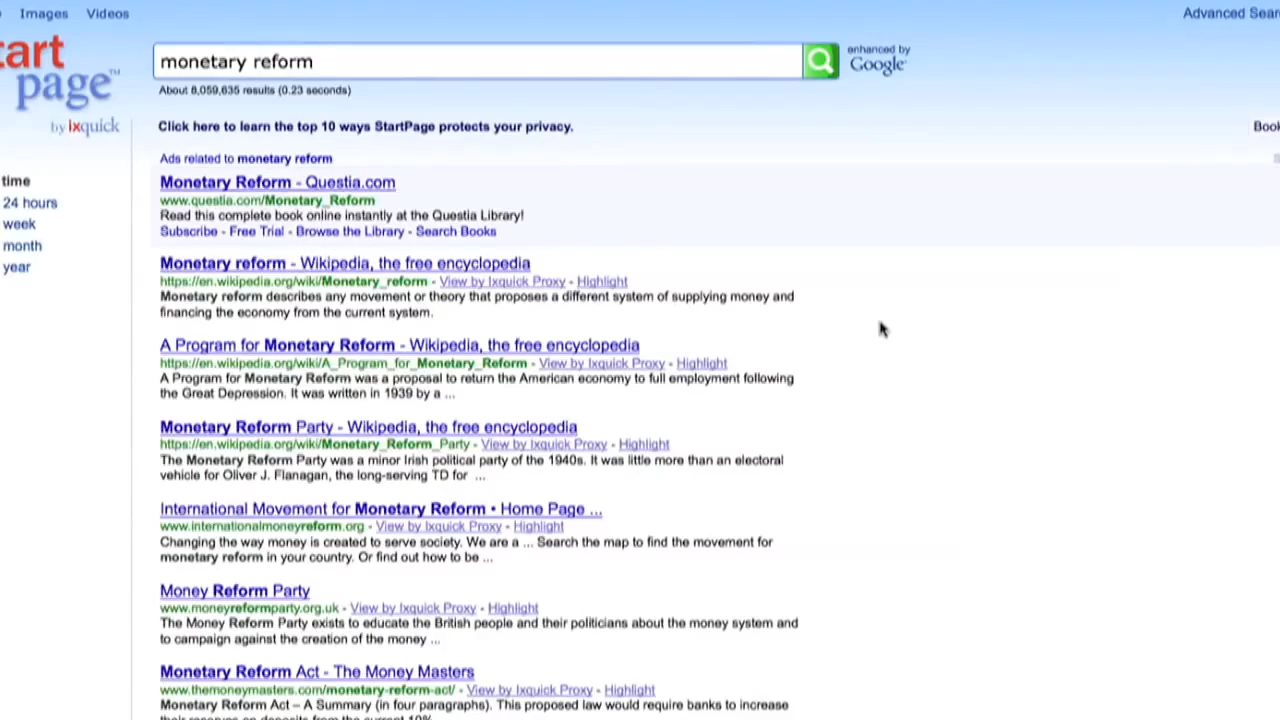 Images Videos Advanced Sear
tart
page™
by ixquick
monetary reform
enhanced by
Google
About 8,059,635 results (0.23 seconds)
Click here to learn the top 10 ways StartPage protects your privacy.
Book
Ads related to monetary reform
time
24 hours
week
month
year
Monetary Reform - Questia.com
www.questia.com/Monetary_Reform
Read this complete book online instantly at the Questia Library!
Subscribe - Free Trial - Browse the Library - Search Books
Monetary reform - Wikipedia, the free encyclopedia
https://en.wikipedia.org/wiki/Monetary_reform - View by Ixquick Proxy - Highlight
Monetary reform describes any movement or theory that proposes a different system of supplying money and
financing the economy from the current system.
A Program for Monetary Reform - Wikipedia, the free encyclopedia
https://en.wikipedia.org/wiki/A_Program_for_Monetary_Reform - View by Ixquick Proxy - Highlight
A Program for Monetary Reform was a proposal to return the American economy to full employment following
the Great Depression. It was written in 1939 by a ...
Monetary Reform Party - Wikipedia, the free encyclopedia
https://en.wikipedia.org/wiki/Monetary_Reform_Party - View by Ixquick Proxy - Highlight
The Monetary Reform Party was a minor Irish political party of the 1940s. It was little more than an electoral
vehicle for Oliver J. Flanagan, the long-serving TD for ...
International Movement for Monetary Reform • Home Page ...
www.internationalmoneyreform.org - View by Ixquick Proxy - Highlight
Changing the way money is created to serve society. We are a ... Search the map to find the movement for
monetary reform in your country. Or find out how to be ...
Money Reform Party
www.moneyreformparty.org.uk - View by Ixquick Proxy - Highlight
The Money Reform Party exists to educate the British people and their politicians about the money system and
to campaign against the creation of the money ...
Monetary Reform Act - The Money Masters
www.themoneymasters.com/monetary-reform-act/ - View by Ixquick Proxy - Highlight
Monetary Reform Act – A Summary (in four paragraphs). This proposed law would require banks to increase
their reserves on deposits from the current 10%